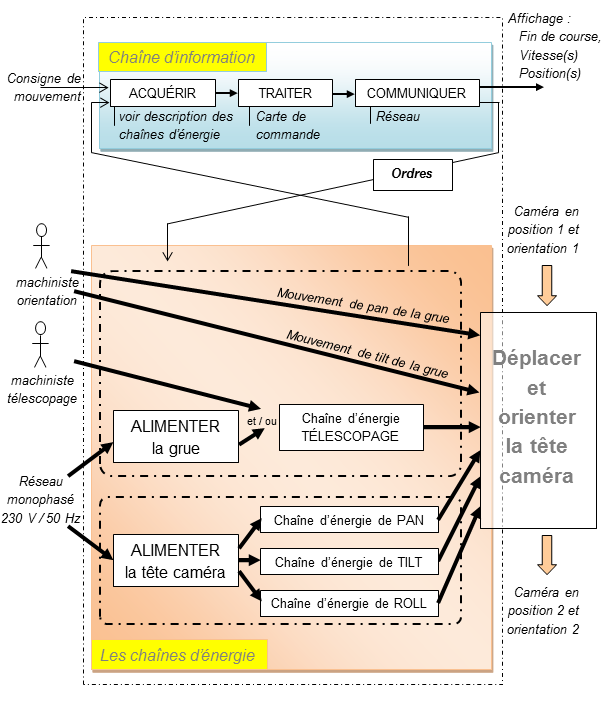 Affichage :
Fin de course,
Vitesse(s)
Position(s)
Chaîne d'information
Consigne de
mouvement
ACQUÉRIR
TRAITER
COMMUNIQUER
voir description des
chaînes d'énergie
Carte de
commande
Réseau
Ordres
Caméra en
position 1 et
orientation 1
machiniste
orientation
Mouvement de pan de la grue
Mouvement de tilt de la grue
machiniste
télescopage
Déplacer
et
orienter
la tête
caméra
ALIMENTER
la grue
et / ou
Chaîne d'énergie
TÉLESCOPAGE
Réseau
monophasé
230 V / 50 Hz
ALIMENTER
la tête caméra
Chaîne d'énergie de PAN
Chaîne d'énergie de TILT
Chaîne d'énergie de ROLL
Caméra en
position 2 et
orientation 2
Les chaînes d'énergie